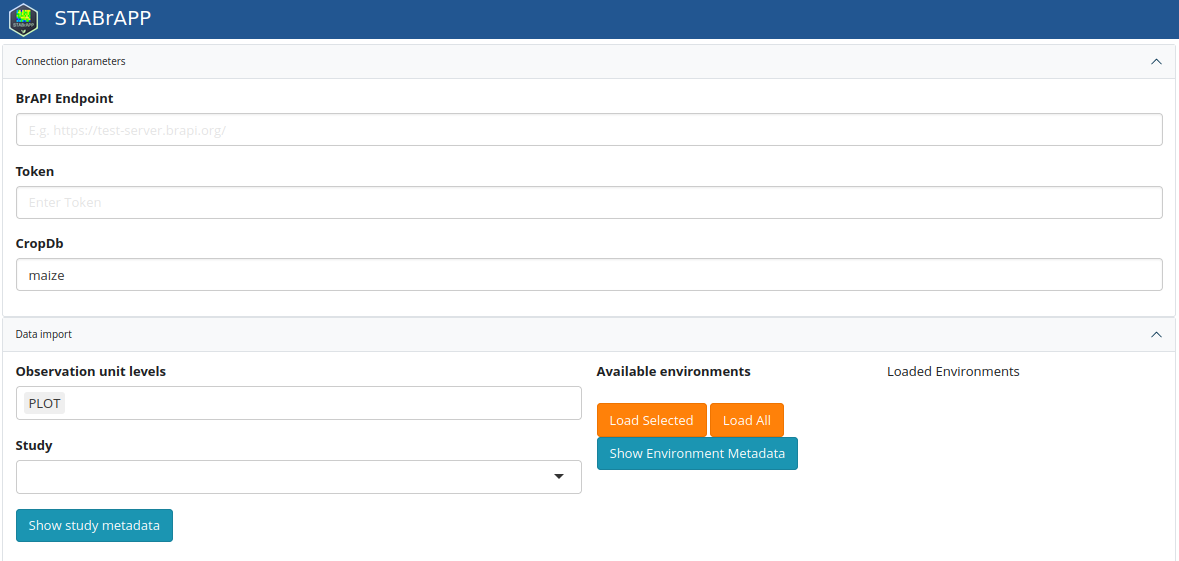 STABrAPP
Connection parameters
BrAPI Endpoint
E.g. https://test-server.brapi.org/
Token
Enter Token
CropDb
maize
Data import
Observation unit levels
PLOT
Study
Show study metadata
Available environments
Load Selected
Load All
Show Environment Metadata
Loaded Environments